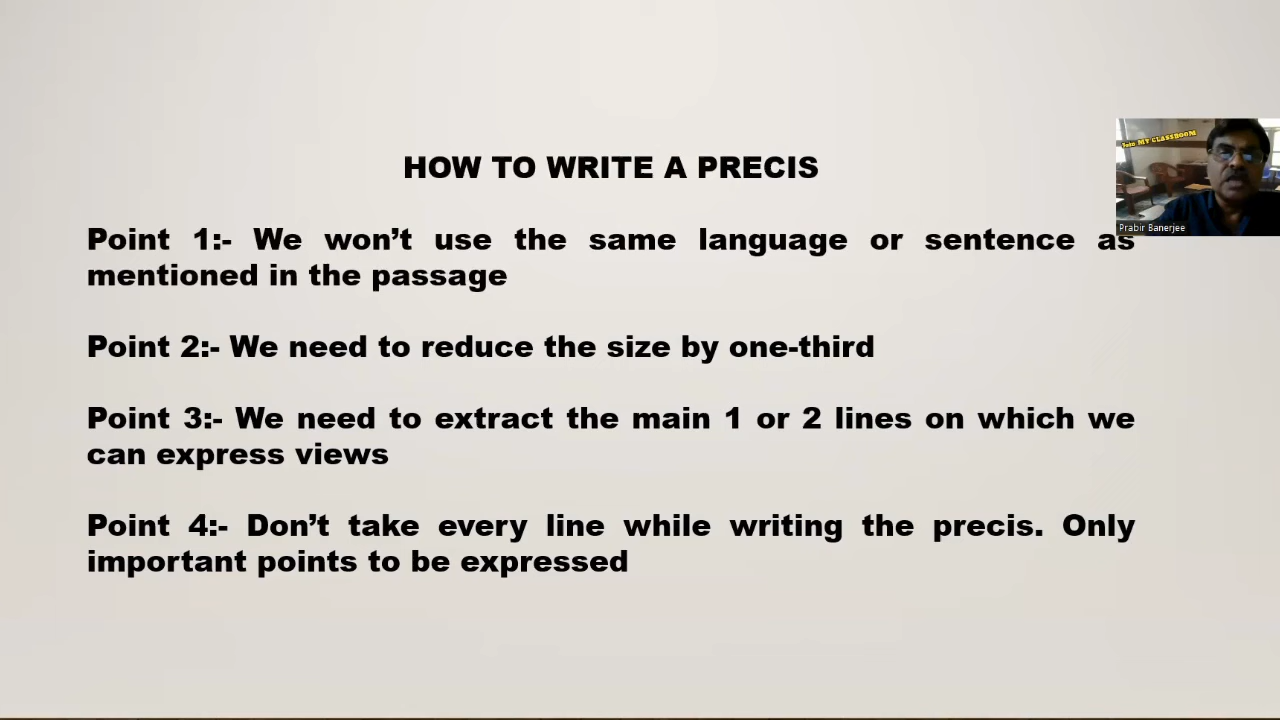 HOW TO WRITE A PRECIS
Point 1:- We won’t use the same language or sentence as
mentioned in the passage
Point 2:- We need to reduce the size by one-third
Point 3:- We need to extract the main 1 or 2 lines on which we
can express views
Point 4:- Don’t take every line while writing the precis. Only
important points to be expressed
MY CLASSROOM
Prabir Banerjee